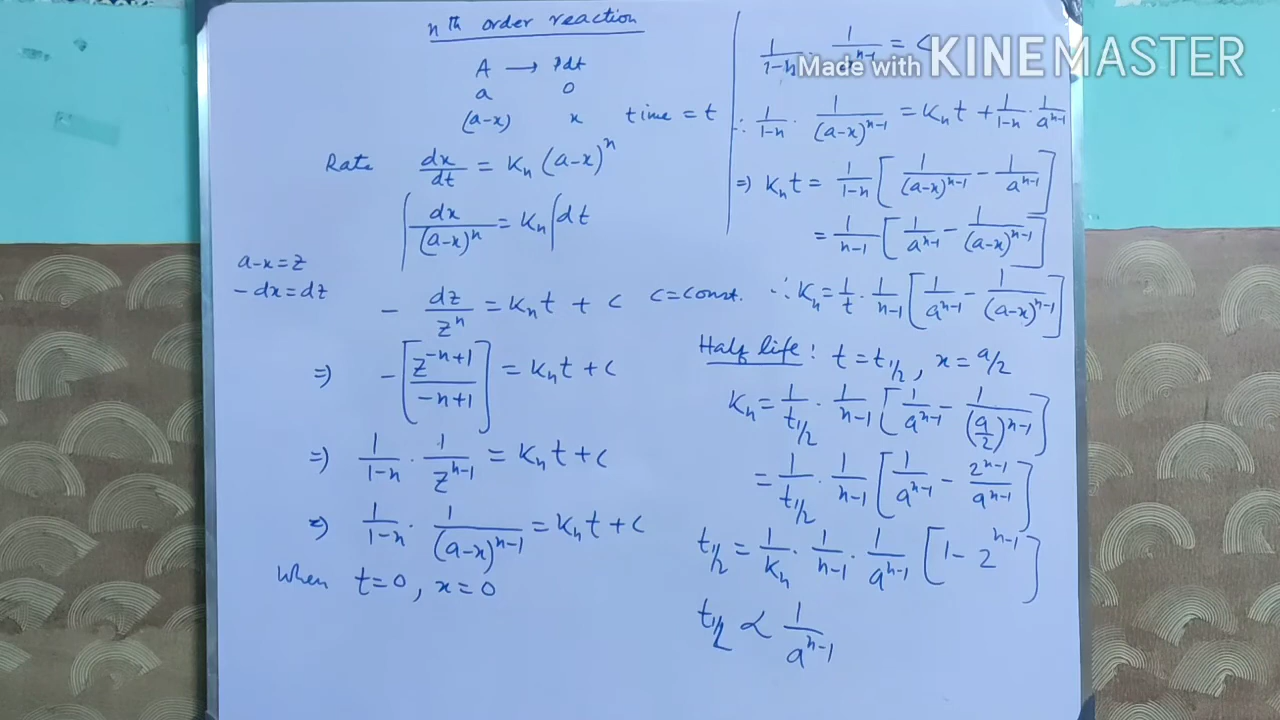 nth order reaction
A → Pdt
a 0
(a-x) x time = t
Rate dx/dt = Kn (a-x)^n
∫ dx/(a-x)^n = Kn ∫ dt
a-x = z
-dx = dz
- dz/z^n = Kn t + c c = const.
⇒ - [z^(-n+1)/(-n+1)] = Kn t + c
⇒ 1/(1-n) · 1/z^(n-1) = Kn t + c
⇒ 1/(1-n) · 1/(a-x)^(n-1) = Kn t + c
When t = 0, x = 0
1/(1-n) · 1/a^(n-1) = c
Made with KINEMASTER
∴ 1/(1-n) · 1/(a-x)^(n-1) = Kn t + 1/(1-n) · 1/a^(n-1)
⇒ Kn t = 1/(1-n) [1/(a-x)^(n-1) - 1/a^(n-1)]
= 1/(n-1) [1/a^(n-1) - 1/(a-x)^(n-1)]
∴ Kn = 1/t · 1/(n-1) [1/a^(n-1) - 1/(a-x)^(n-1)]
Half life : t = t1/2, x = a/2
Kn = 1/t1/2 · 1/(n-1) [1/a^(n-1) - 1/(a/2)^(n-1)]
= 1/t1/2 · 1/(n-1) [1/a^(n-1) - 2^(n-1)/a^(n-1)]
t1/2 = 1/Kn · 1/(n-1) · 1/a^(n-1) [1 - 2^(n-1)]
t1/2 ∝ 1/a^(n-1)